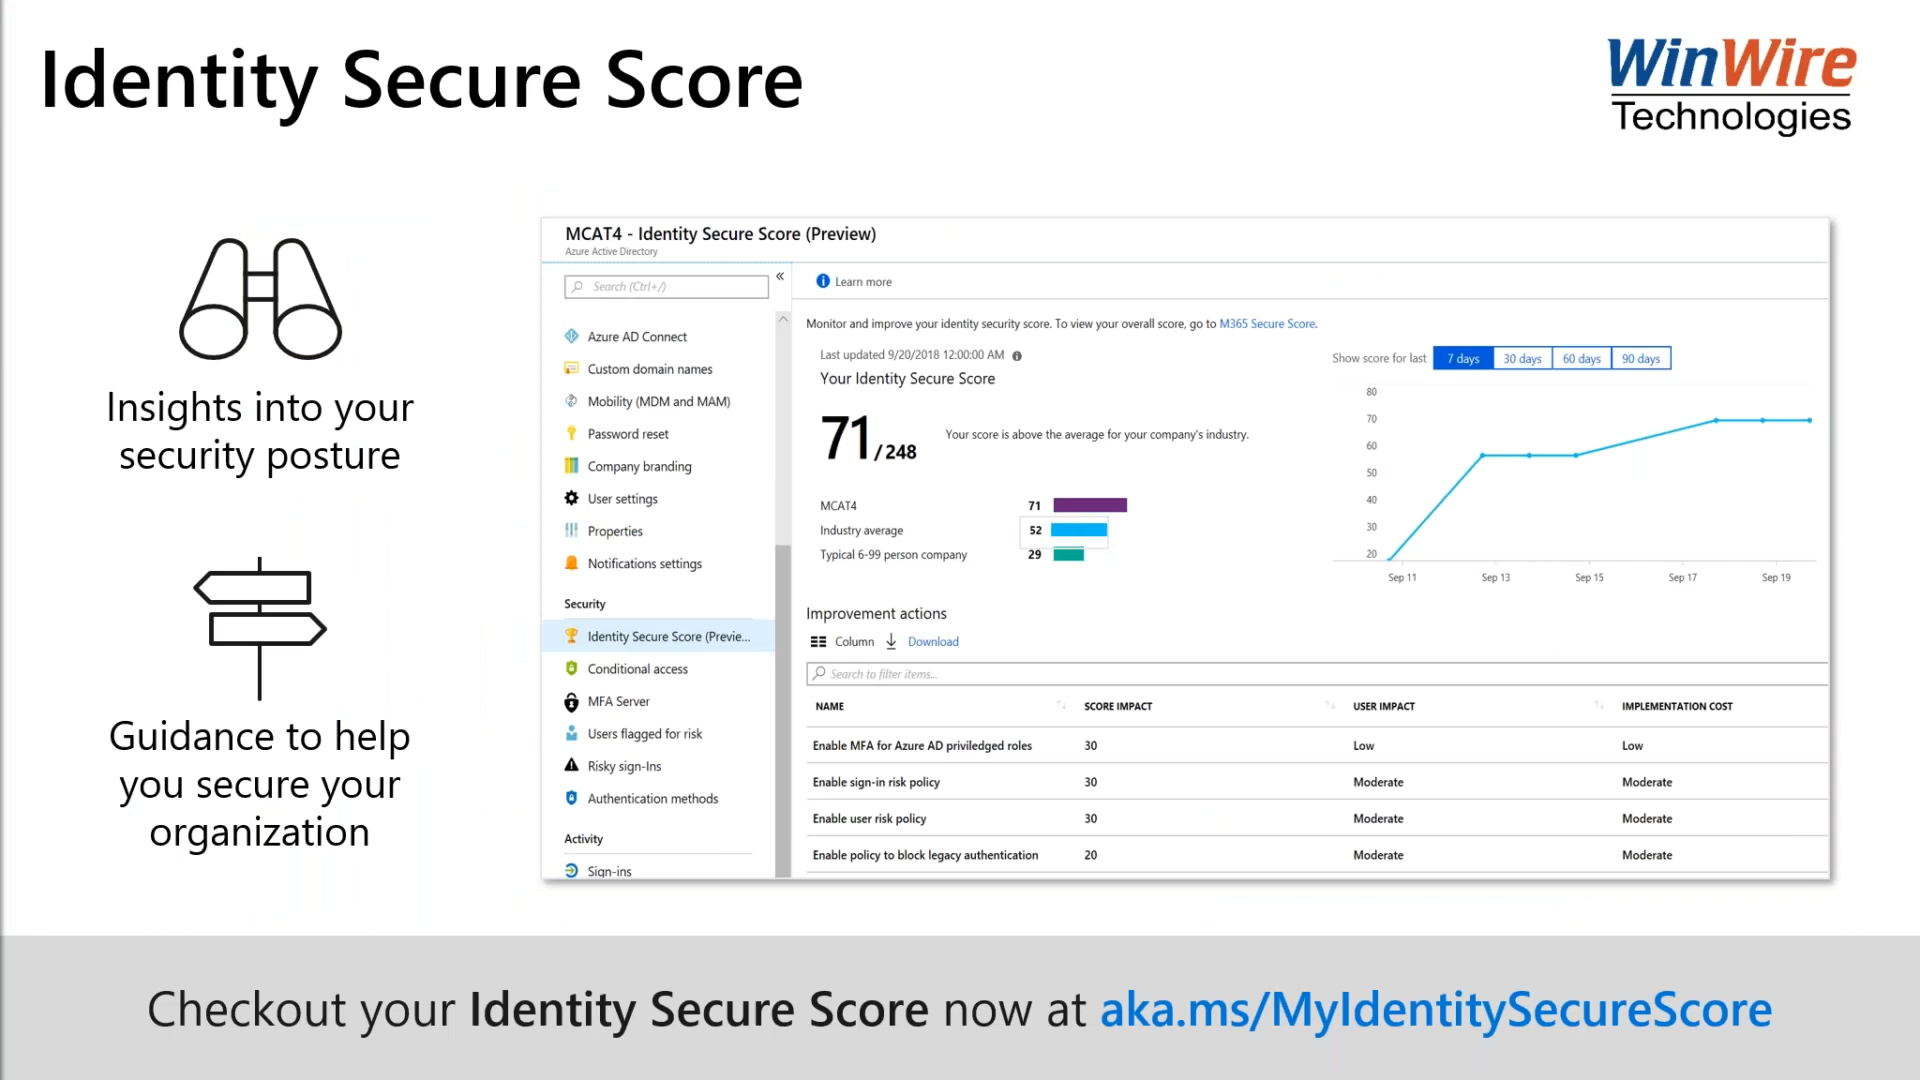 Identity Secure Score
WinWire
Technologies
Insights into your
security posture
Guidance to help
you secure your
organization
MCAT4 - Identity Secure Score (Preview)
Azure Active Directory
Search (Ctrl+/)
«
Azure AD Connect
Custom domain names
Mobility (MDM and MAM)
Password reset
Company branding
User settings
Properties
Notifications settings
Security
Identity Secure Score (Previe...
Conditional access
MFA Server
Users flagged for risk
Risky sign-Ins
Authentication methods
Activity
Sign-ins
Learn more
Monitor and improve your identity security score. To view your overall score, go to M365 Secure Score.
Last updated 9/20/2018 12:00:00 AM
Your Identity Secure Score
71/248
Your score is above the average for your company's industry.
MCAT4 71
Industry average 52
Typical 6-99 person company 29
Show score for last 7 days 30 days 60 days 90 days
80
70
60
50
40
30
20
Sep 11 Sep 13 Sep 15 Sep 17 Sep 19
Improvement actions
Column Download
Search to filter items...
NAME SCORE IMPACT USER IMPACT IMPLEMENTATION COST
Enable MFA for Azure AD priviledged roles 30 Low Low
Enable sign-in risk policy 30 Moderate Moderate
Enable user risk policy 30 Moderate Moderate
Enable policy to block legacy authentication 20 Moderate Moderate
Checkout your Identity Secure Score now at aka.ms/MyIdentitySecureScore